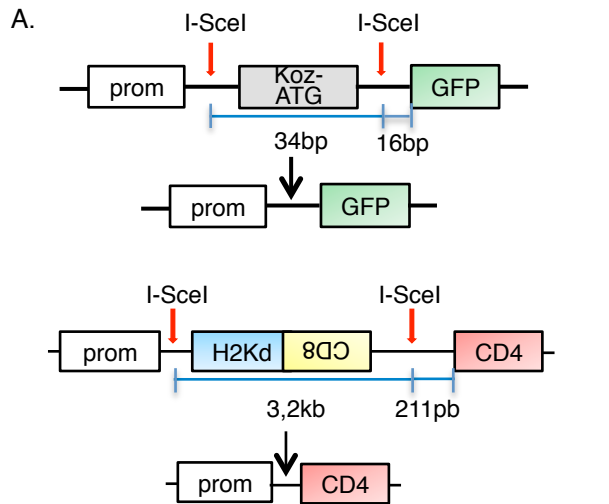 A.
I-SceI I-SceI
prom Koz-ATG GFP
34bp 16bp
prom GFP
I-SceI I-SceI
prom H2Kd CD8 CD4
3,2kb 211pb
prom CD4